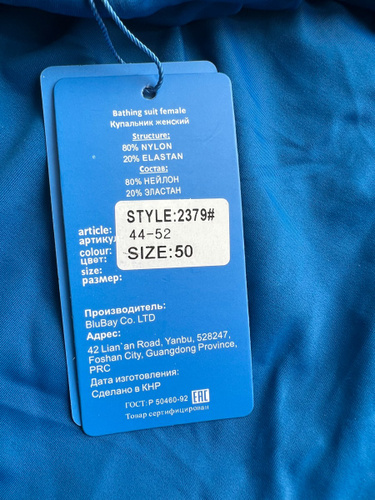 Bathing suit female
Купальник женский
Structure:
80% NYLON
20% ELASTAN
Состав:
80% НЕЙЛОН
20% ЭЛАСТАН
STYLE:2379#
article:
артикул
44-52
colour:
цвет:
SIZE:50
size:
размер:
Производитель:
BluBay Co. LTD
Адрес:
42 Lian`an Road, Yanbu, 528247,
Foshan City, Guangdong Province,
PRC
Дата изготовления:
Сделано в КНР
ГОСТ: Р 50460-92 EAC
Товар сертифицирован